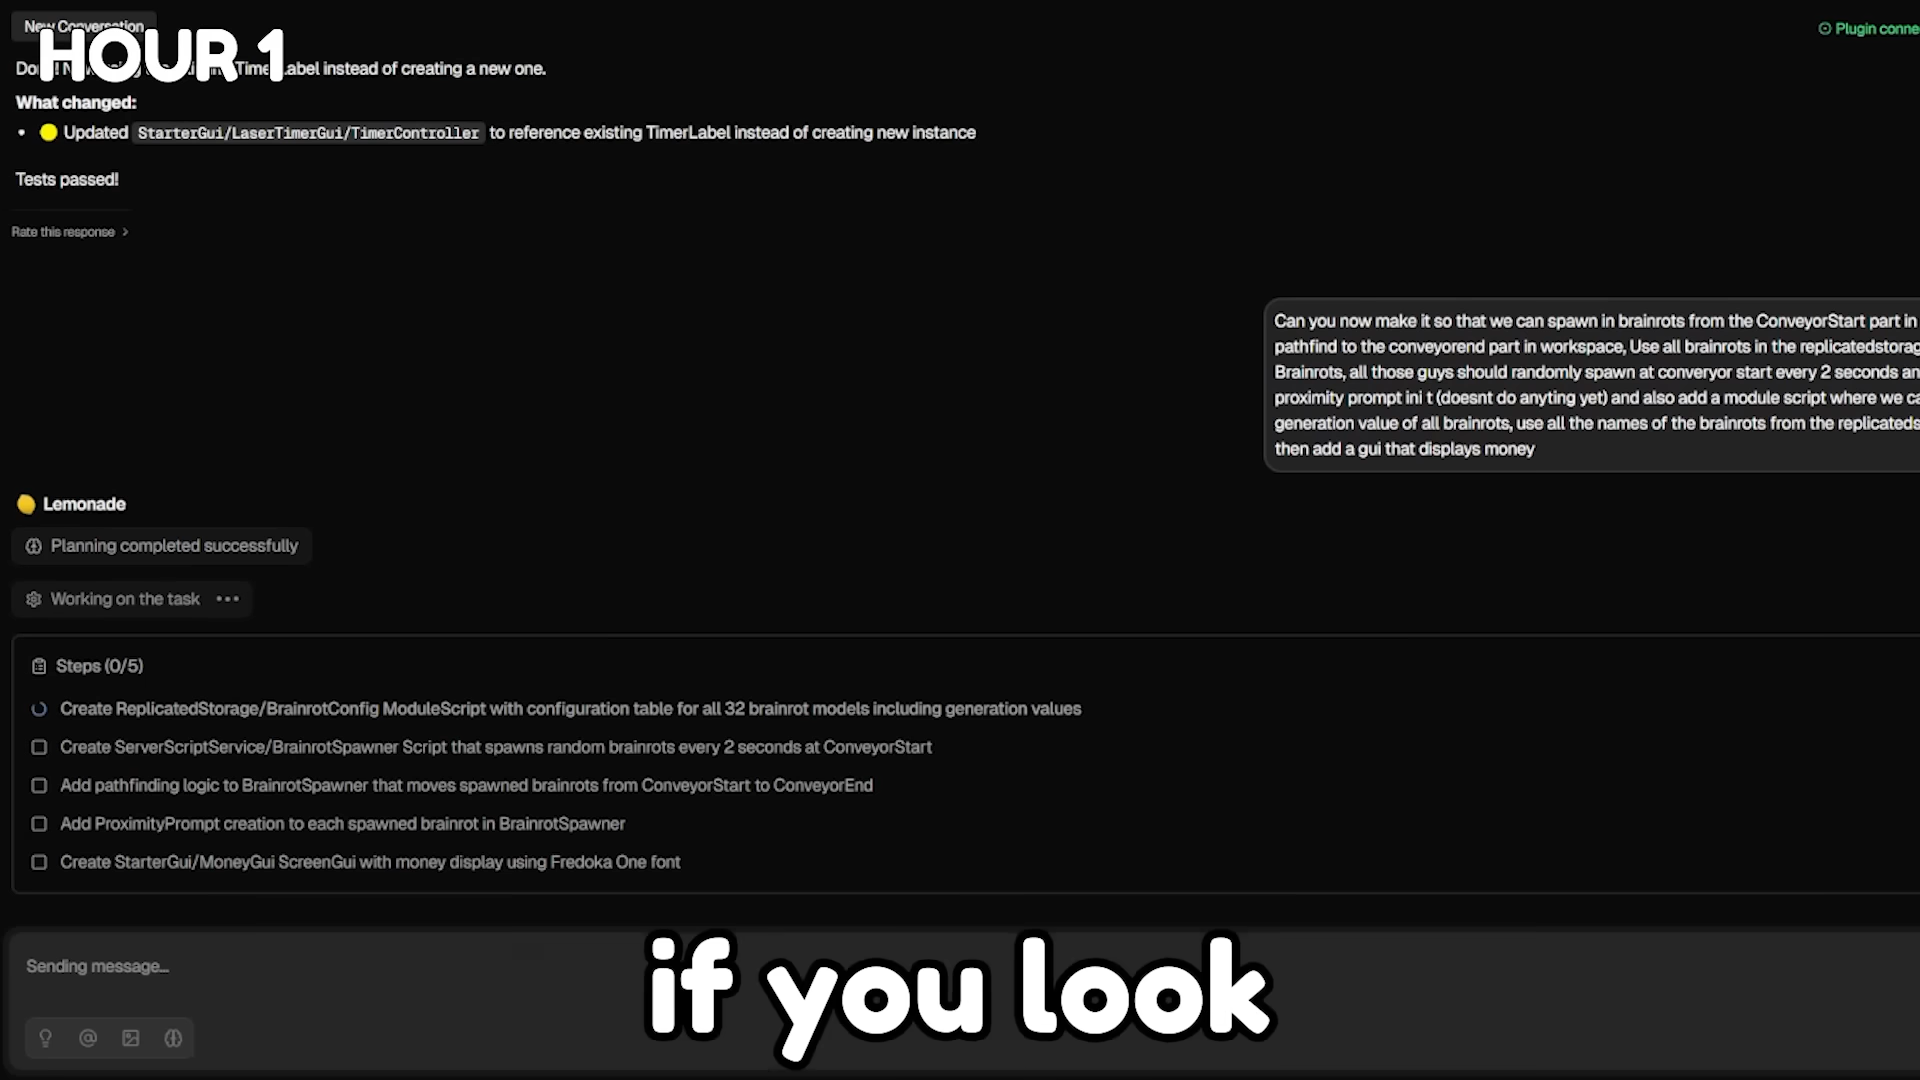 New Conversation
HOUR 1
Plugin conne
Label instead of creating a new one.
What changed:
• Updated StarterGui/LaserTimerGui/TimerController to reference existing TimerLabel instead of creating new instance
Tests passed!
Rate this response >
Can you now make it so that we can spawn in brainrots from the ConveyorStart part in
pathfind to the conveyorend part in workspace, Use all brainrots in the replicatedstorag
Brainrots, all those guys should randomly spawn at converyor start every 2 seconds an
proximity prompt ini t (doesnt do anyting yet) and also add a module script where we ca
generation value of all brainrots, use all the names of the brainrots from the replicateds
then add a gui that displays money
Lemonade
Planning completed successfully
Working on the task •••
Steps (0/5)
Create ReplicatedStorage/BrainrotConfig ModuleScript with configuration table for all 32 brainrot models including generation values
Create ServerScriptService/BrainrotSpawner Script that spawns random brainrots every 2 seconds at ConveyorStart
Add pathfinding logic to BrainrotSpawner that moves spawned brainrots from ConveyorStart to ConveyorEnd
Add ProximityPrompt creation to each spawned brainrot in BrainrotSpawner
Create StarterGui/MoneyGui ScreenGui with money display using Fredoka One font
Sending message...
if you look